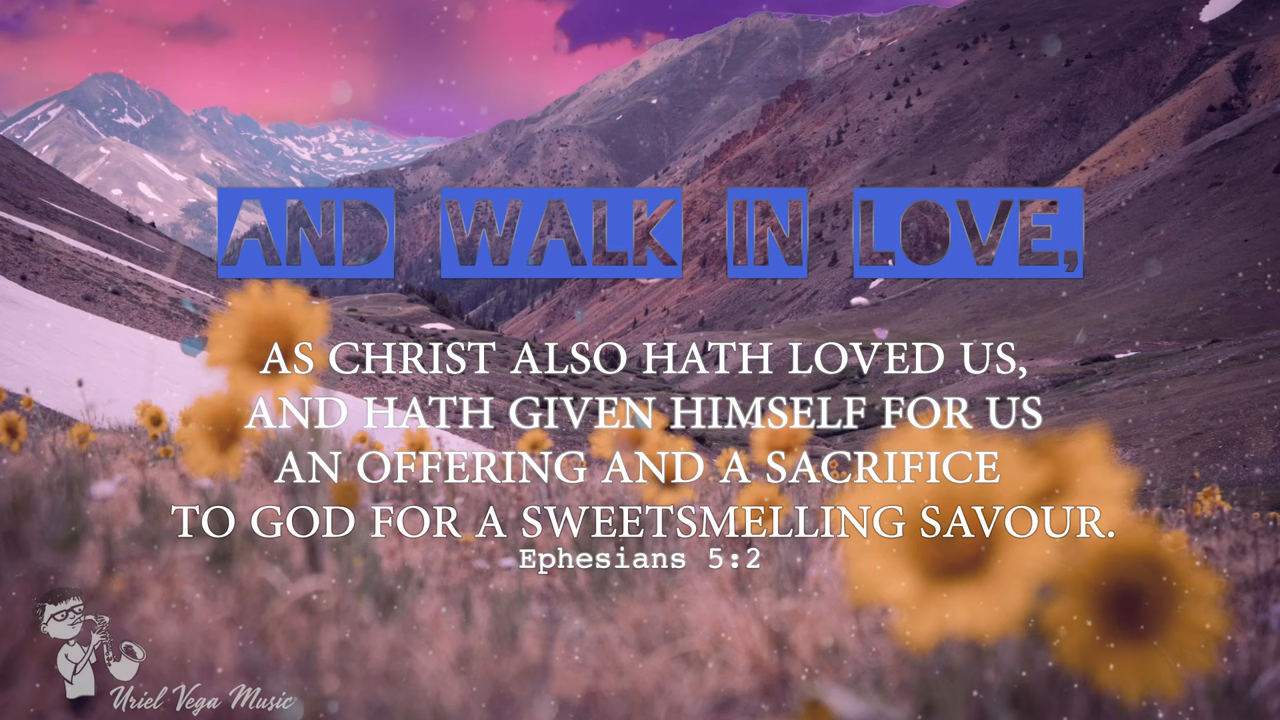 AND WALK IN LOVE,
AS CHRIST ALSO HATH LOVED US,
AND HATH GIVEN HIMSELF FOR US
AN OFFERING AND A SACRIFICE
TO GOD FOR A SWEETSMELLING SAVOUR.
Ephesians 5:2
Uriel Vega Music